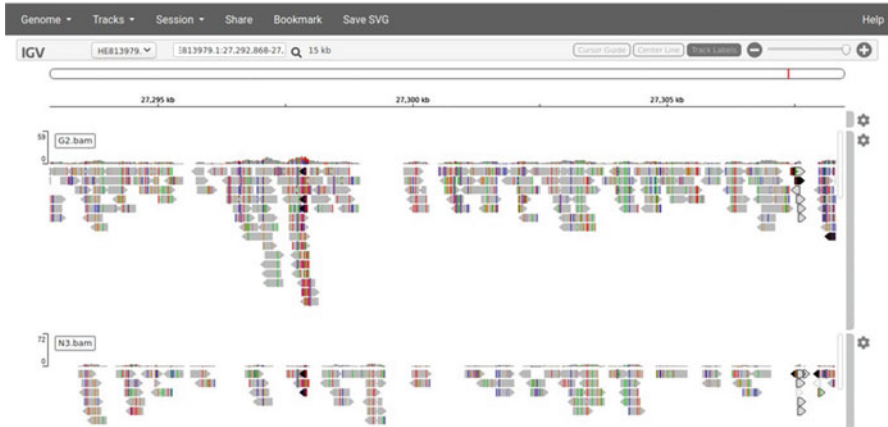 Genome Tracks Session Share Bookmark Save SVG Help
IGV HE813979. 813979.1:27.292.868-27. 15 kb Cursor Guide Center Line Track Labels
27,295 kb 27,300 kb 27,305 kb
59
G2.bam
0
72
N3.bam
0